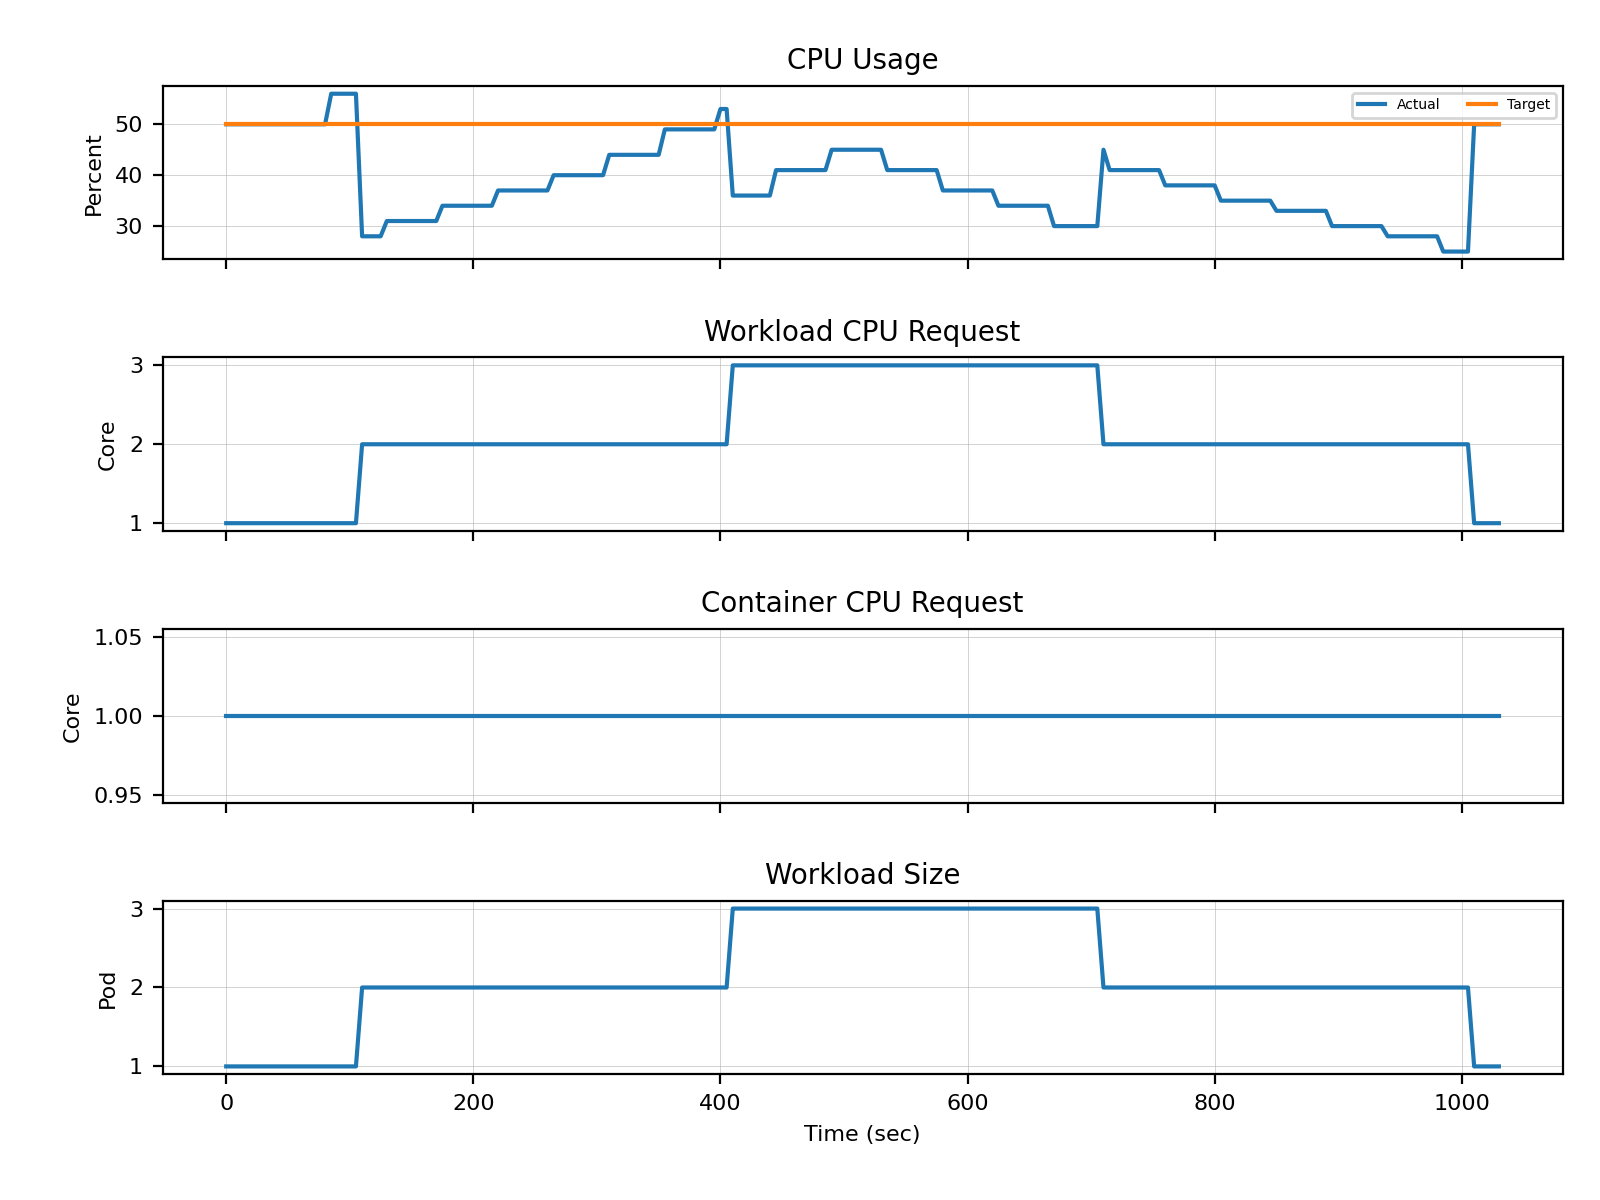 CPU Usage
Percent
50
40
30
Actual
Target
Workload CPU Request
Core
3
2
1
Container CPU Request
Core
1.05
1.00
0.95
Workload Size
Pod
3
2
1
0 200 400 600 800 1000
Time (sec)